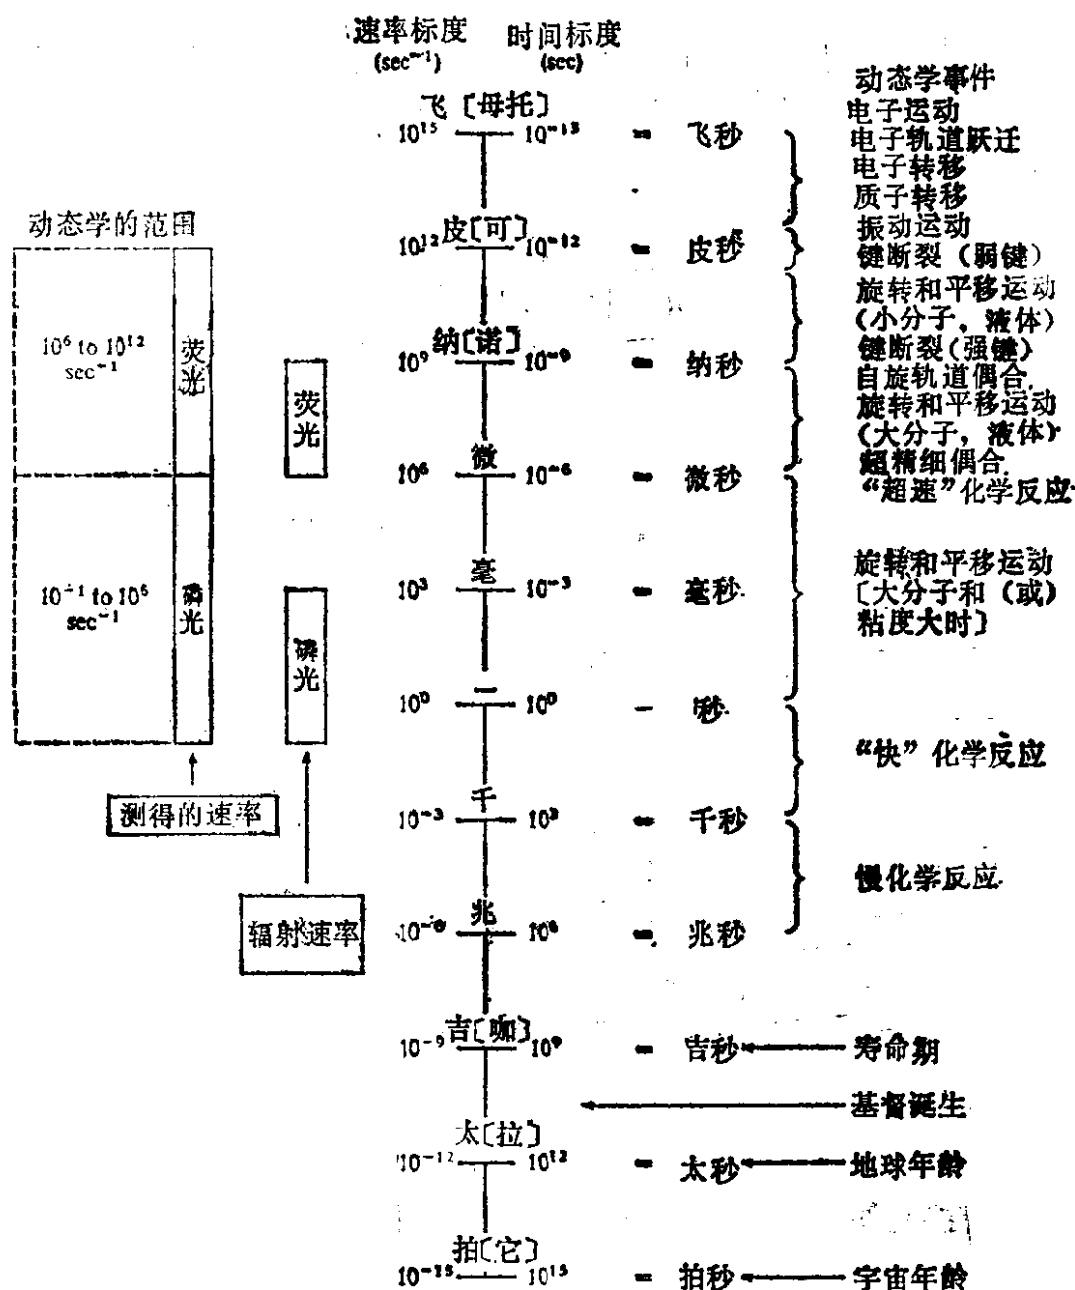 速率标度 时间标度
(sec⁻¹) (sec)
动态学事件
飞〔母托〕
电子运动
10¹⁵ 10⁻¹⁵ 飞秒
电子轨道跃迁
电子转移
质子转移
动态学的范围
振动运动
10¹² 皮〔可〕 10⁻¹² 皮秒
键断裂（弱键）
旋转和平移运动
(小分子，液体)
10⁶ to 10¹²
sec⁻¹
荧光
纳〔诺〕
键断裂(强键)
10⁹ 10⁻⁹ 纳秒
自旋轨道偶合
荧光
旋转和平移运动
(大分子，液体)
微
超精细偶合
10⁶ 10⁻⁶ 微秒
“超速”化学反应
毫
旋转和平移运动
10³ 10⁻³ 毫秒
〔大分子和（或）
粘度大时〕
10⁻¹ to 10⁶
sec⁻¹
磷光
磷光
一
10⁰ 10⁰ 秒
“快”化学反应
千
测得的速率
10⁻³ 10³ 千秒
慢化学反应
兆
辐射速率
10⁻⁶ 10⁶ 兆秒
吉〔咖〕
10⁻⁹ 10⁹ 吉秒 寿命期
基督诞生
太〔拉〕
10⁻¹² 10¹² 太秒 地球年龄
拍〔它〕
10⁻¹⁵ 10¹⁵ 拍秒 宇宙年龄